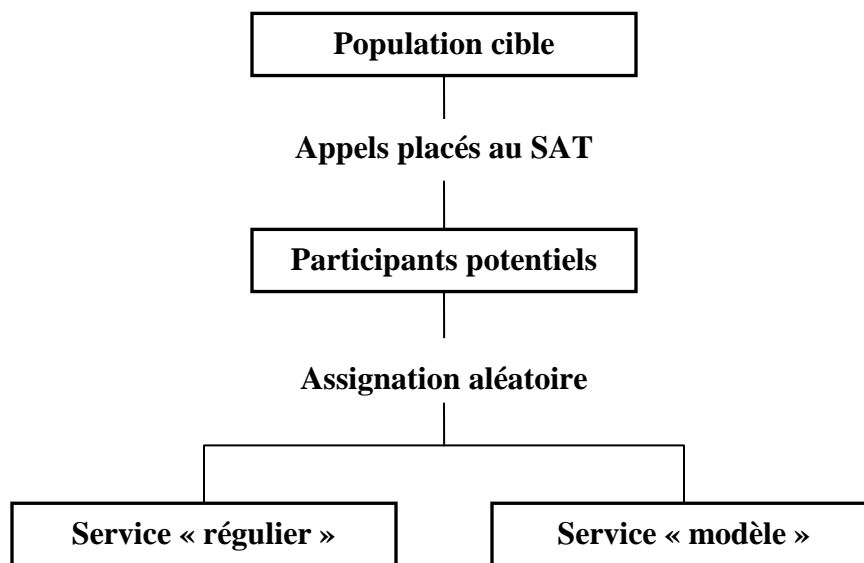 Population cible
Appels placés au SAT
Participants potentiels
Assignation aléatoire
Service « régulier »
Service « modèle »